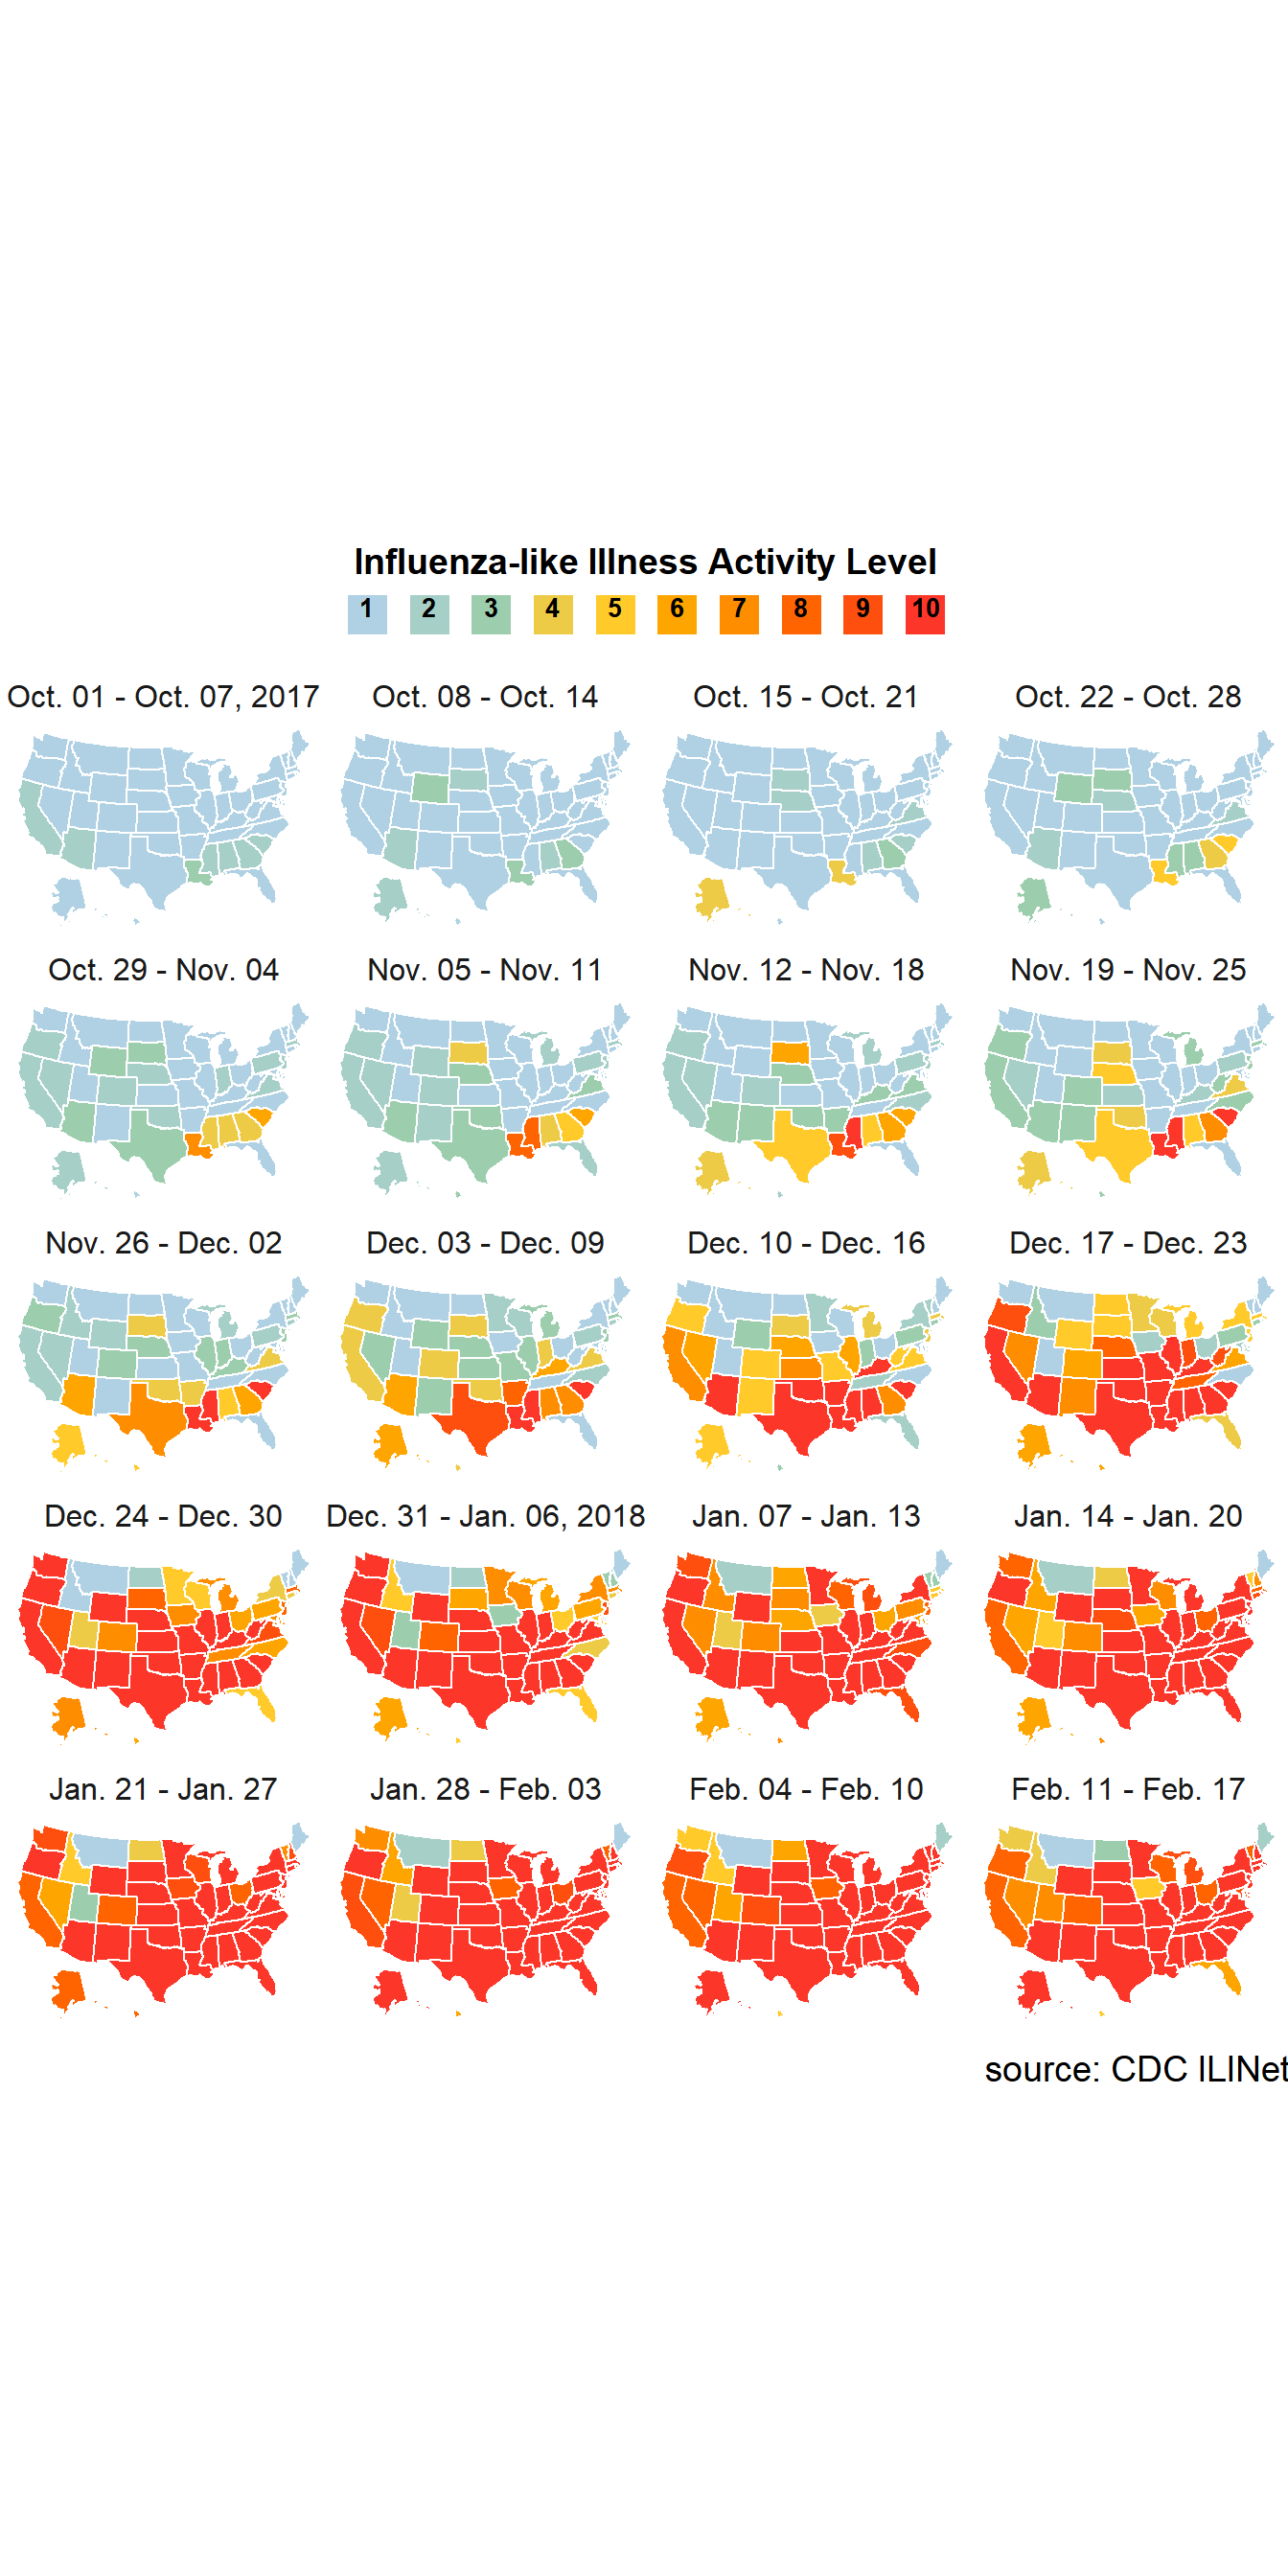 Influenza-like Illness Activity Level
1 2 3 4 5 6 7 8 9 10
Oct. 01 - Oct. 07, 2017
Oct. 08 - Oct. 14
Oct. 15 - Oct. 21
Oct. 22 - Oct. 28
Oct. 29 - Nov. 04
Nov. 05 - Nov. 11
Nov. 12 - Nov. 18
Nov. 19 - Nov. 25
Nov. 26 - Dec. 02
Dec. 03 - Dec. 09
Dec. 10 - Dec. 16
Dec. 17 - Dec. 23
Dec. 24 - Dec. 30
Dec. 31 - Jan. 06, 2018
Jan. 07 - Jan. 13
Jan. 14 - Jan. 20
Jan. 21 - Jan. 27
Jan. 28 - Feb. 03
Feb. 04 - Feb. 10
Feb. 11 - Feb. 17
source: CDC ILINet